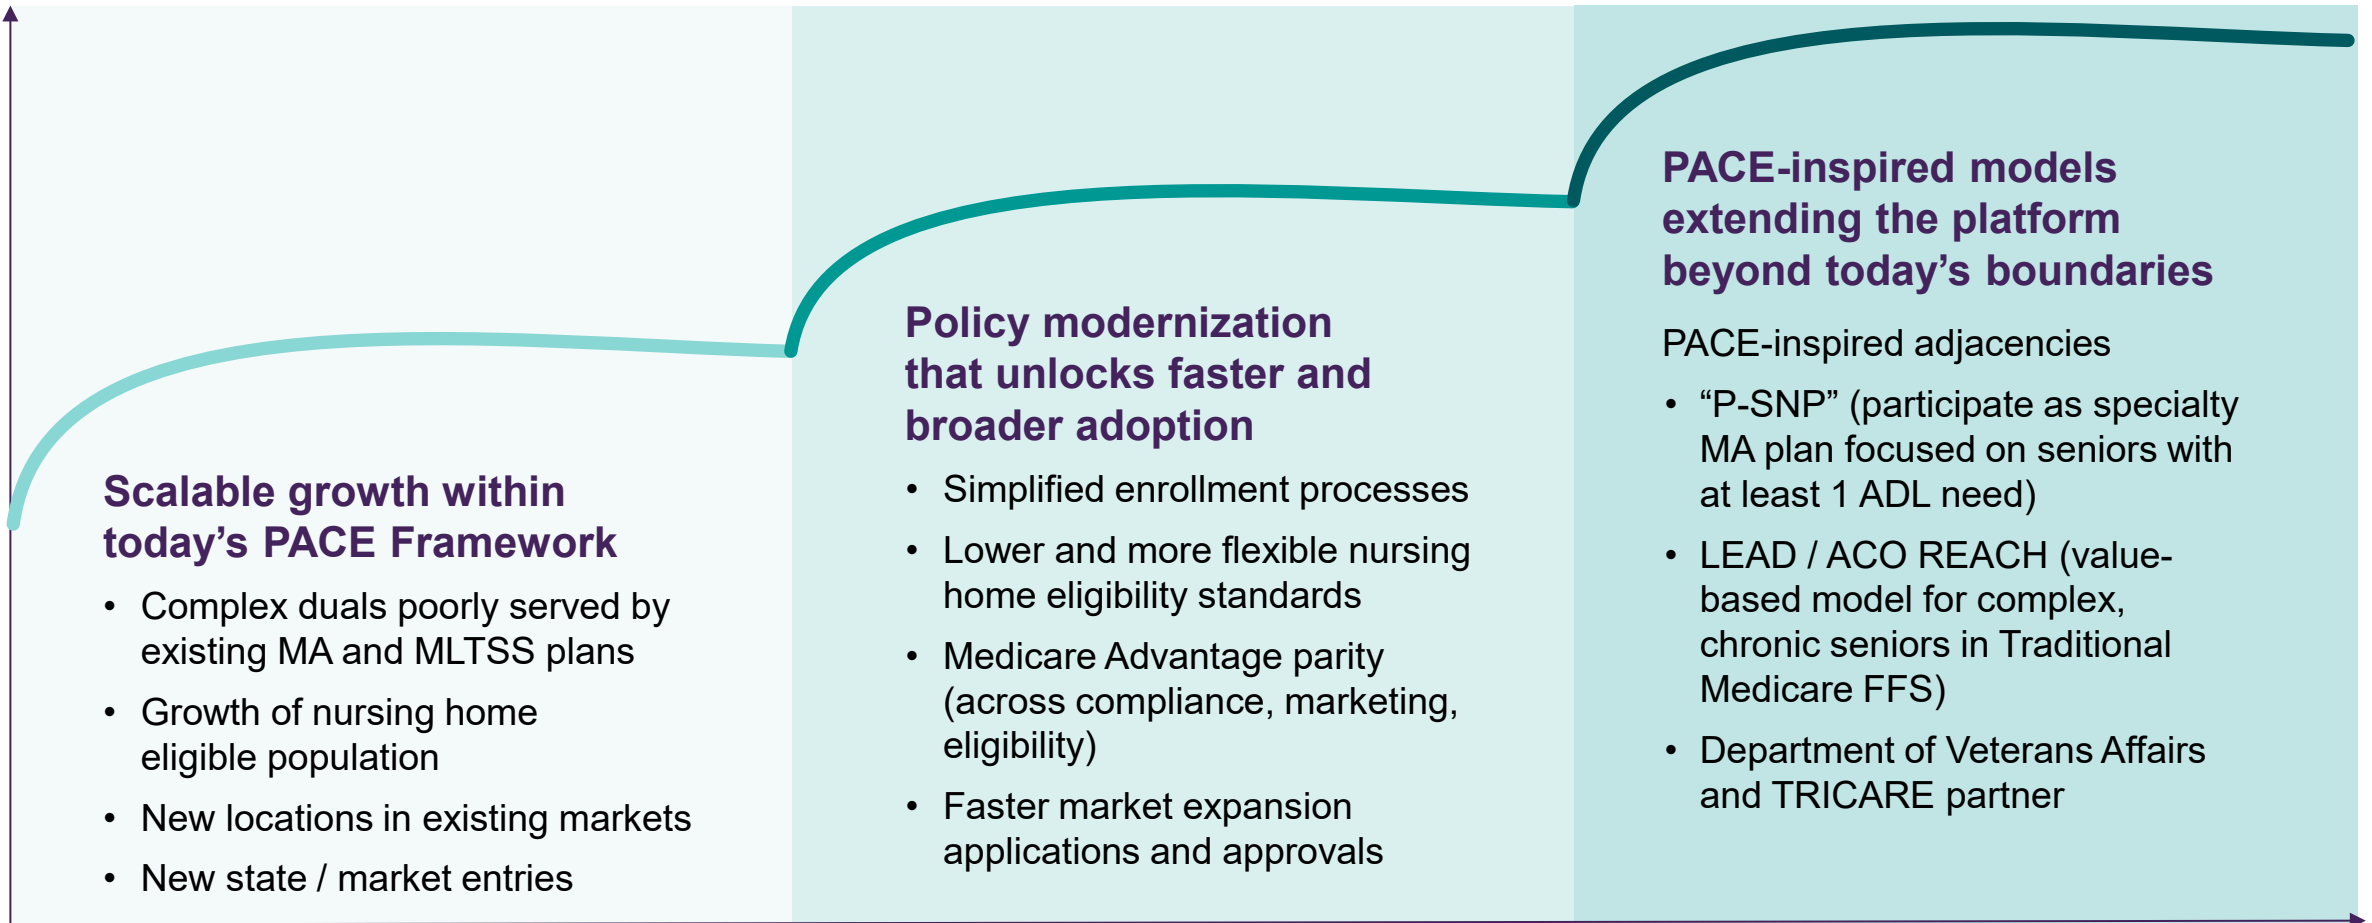 Scalable growth within
today’s PACE Framework
• Complex duals poorly served by
existing MA and MLTSS plans
• Growth of nursing home
eligible population
• New locations in existing markets
• New state / market entries
Policy modernization
that unlocks faster and
broader adoption
• Simplified enrollment processes
• Lower and more flexible nursing
home eligibility standards
• Medicare Advantage parity
(across compliance, marketing,
eligibility)
• Faster market expansion
applications and approvals
PACE-inspired models
extending the platform
beyond today’s boundaries
PACE-inspired adjacencies
• “P-SNP” (participate as specialty
MA plan focused on seniors with
at least 1 ADL need)
• LEAD / ACO REACH (value-
based model for complex,
chronic seniors in Traditional
Medicare FFS)
• Department of Veterans Affairs
and TRICARE partner